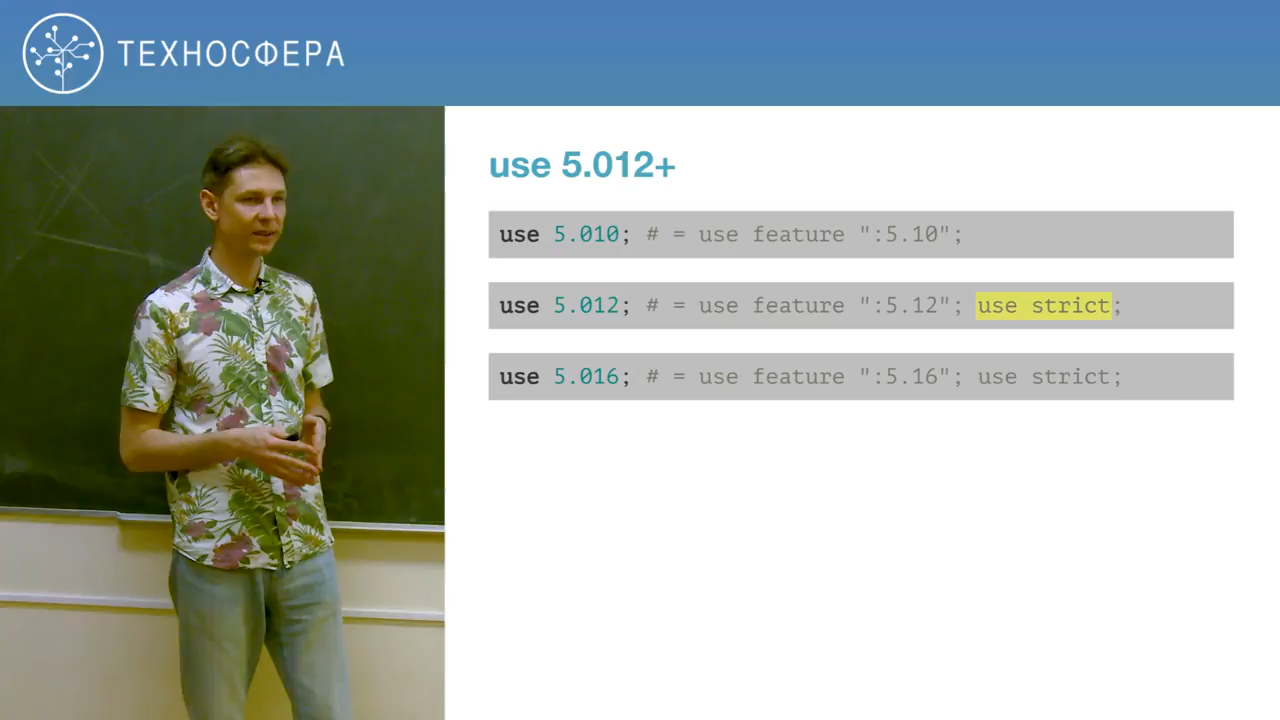 ТЕХНОСФЕРА
use 5.012+
use 5.010; # = use feature ":5.10";
use 5.012; # = use feature ":5.12"; use strict;
use 5.016; # = use feature ":5.16"; use strict;